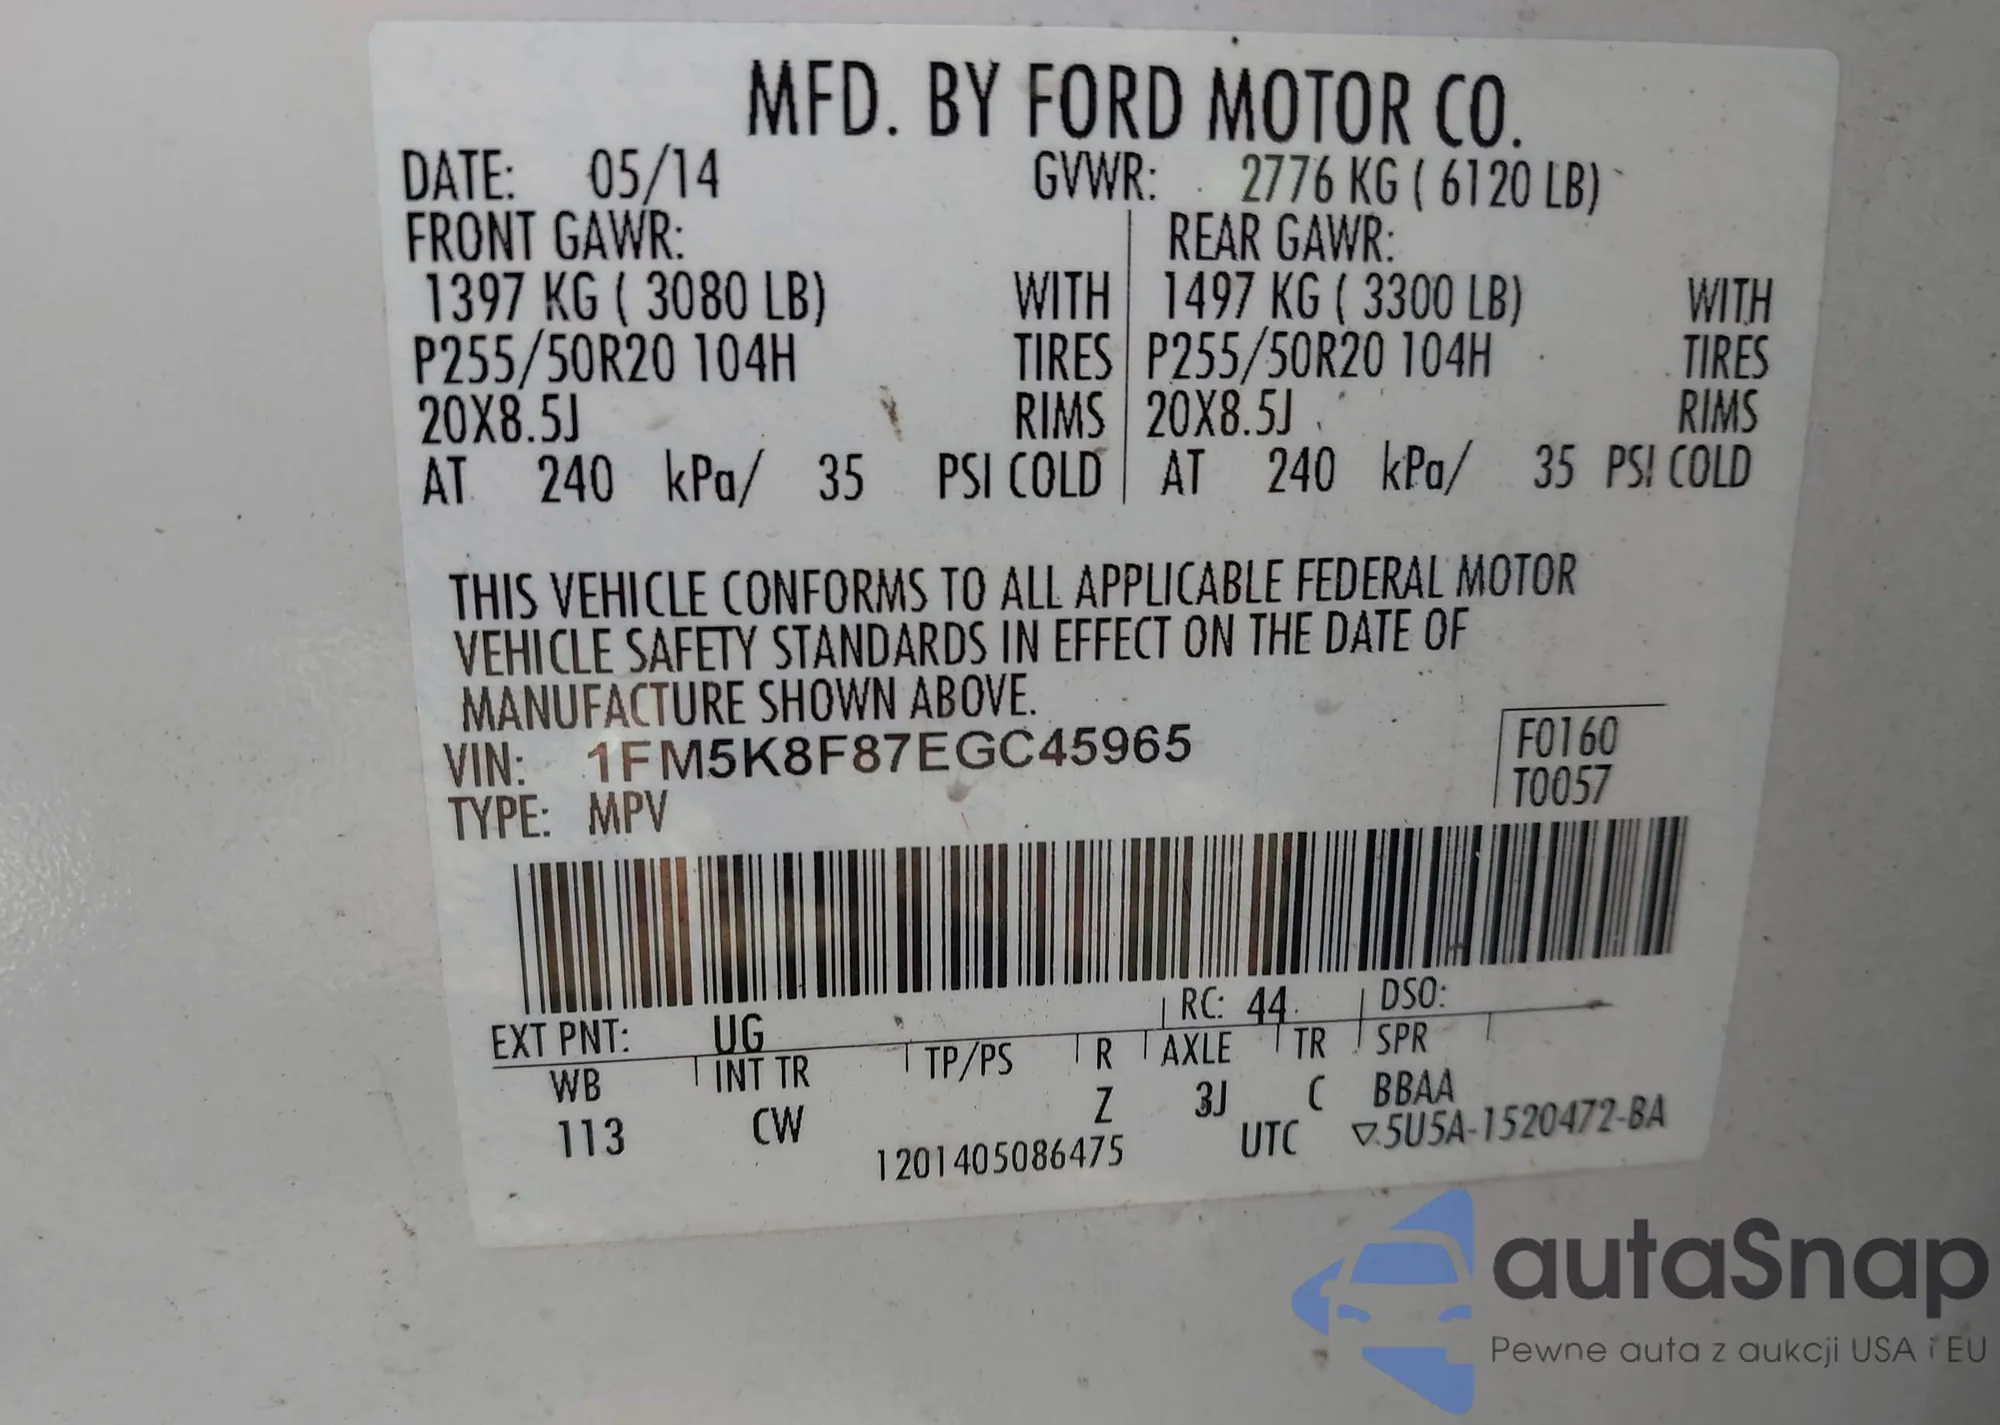 MFD. BY FORD MOTOR CO.
DATE: 05/14 GVWR: 2776 KG ( 6120 LB)
FRONT GAWR: REAR GAWR:
1397 KG ( 3080 LB) WITH 1497 KG ( 3300 LB) WITH
P255/50R20 104H TIRES P255/50R20 104H TIRES
20X8.5J RIMS 20X8.5J RIMS
AT 240 kPa/ 35 PSI COLD AT 240 kPa/ 35 PSI COLD
THIS VEHICLE CONFORMS TO ALL APPLICABLE FEDERAL MOTOR
VEHICLE SAFETY STANDARDS IN EFFECT ON THE DATE OF
MANUFACTURE SHOWN ABOVE.
VIN: 1FM5K8F87EGC45965 F0160
TYPE: MPV T0057
EXT PNT: UG RC: 44 DSO:
WB INT TR TP/PS R AXLE TR SPR
113 CW Z 3J C BBAA
1201405086475 UTC ▽5U5A-1520472-BA
autaSnap
Pewne auta z aukcji USA i EU